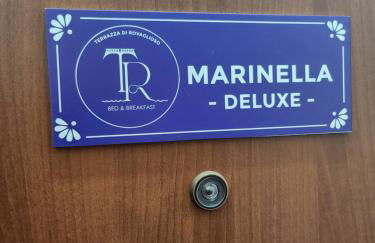 TERRAZZA DI ROVAGLIOSO
TR
BED & BREAKFAST
MARINELLA
- DELUXE -